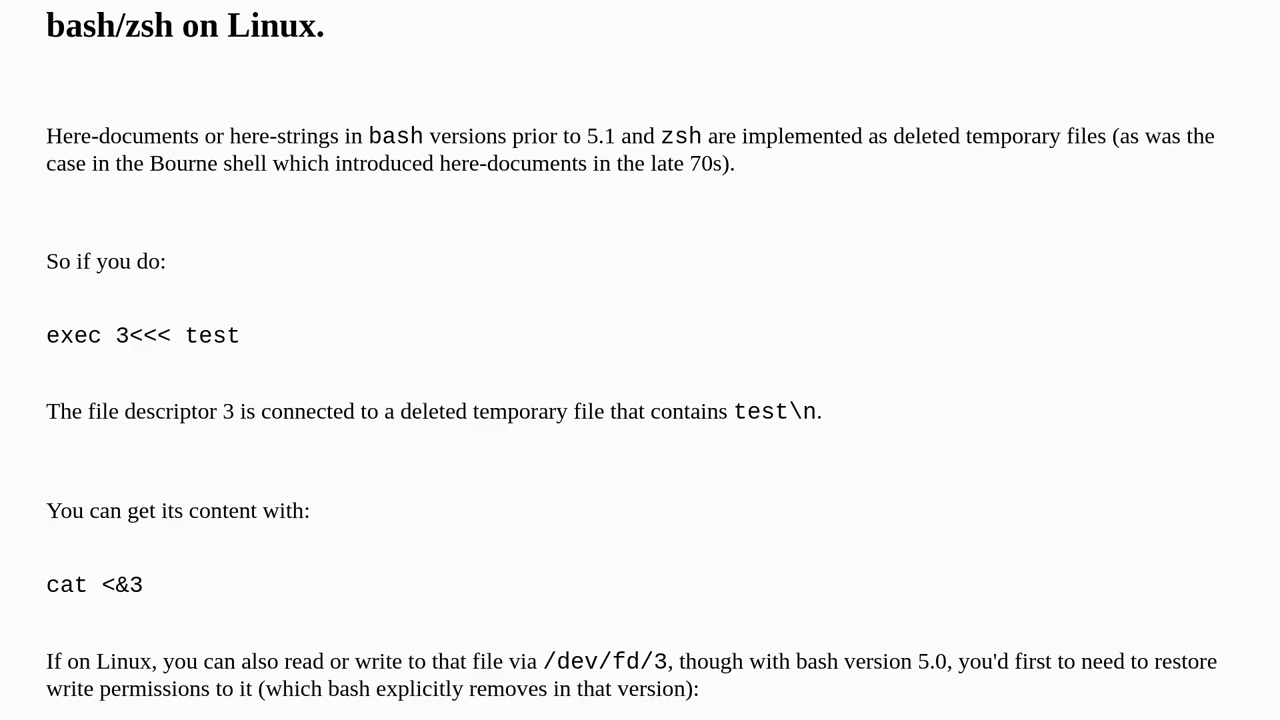 bash/zsh on Linux.
Here-documents or here-strings in bash versions prior to 5.1 and zsh are implemented as deleted temporary files (as was the
case in the Bourne shell which introduced here-documents in the late 70s).
So if you do:
exec 3<<< test
The file descriptor 3 is connected to a deleted temporary file that contains test\n.
You can get its content with:
cat <&3
If on Linux, you can also read or write to that file via /dev/fd/3, though with bash version 5.0, you'd first to need to restore
write permissions to it (which bash explicitly removes in that version):